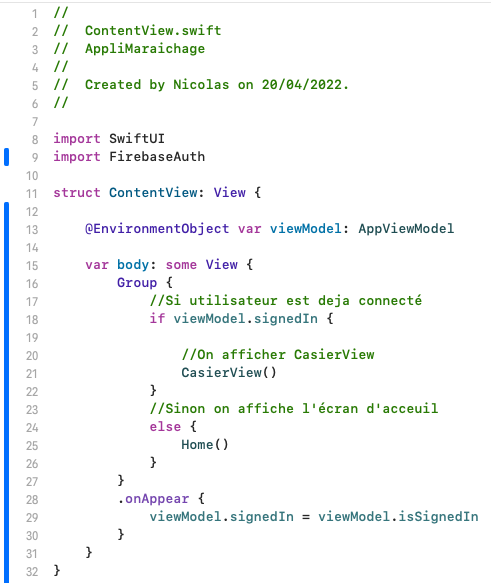 1 //
2 //  ContentView.swift
3 //  AppliMaraichage
4 //
5 //  Created by Nicolas on 20/04/2022.
6 //
7
8 import SwiftUI
9 import FirebaseAuth
10
11 struct ContentView: View {
12
13     @EnvironmentObject var viewModel: AppViewModel
14
15     var body: some View {
16         Group {
17             //Si utilisateur est deja connecté
18             if viewModel.signedIn {
19
20                 //On afficher CasierView
21                 CasierView()
22             }
23             //Sinon on affiche l'écran d'acceuil
24             else {
25                 Home()
26             }
27         }
28         .onAppear {
29             viewModel.signedIn = viewModel.isSignedIn
30         }
31     }
32 }